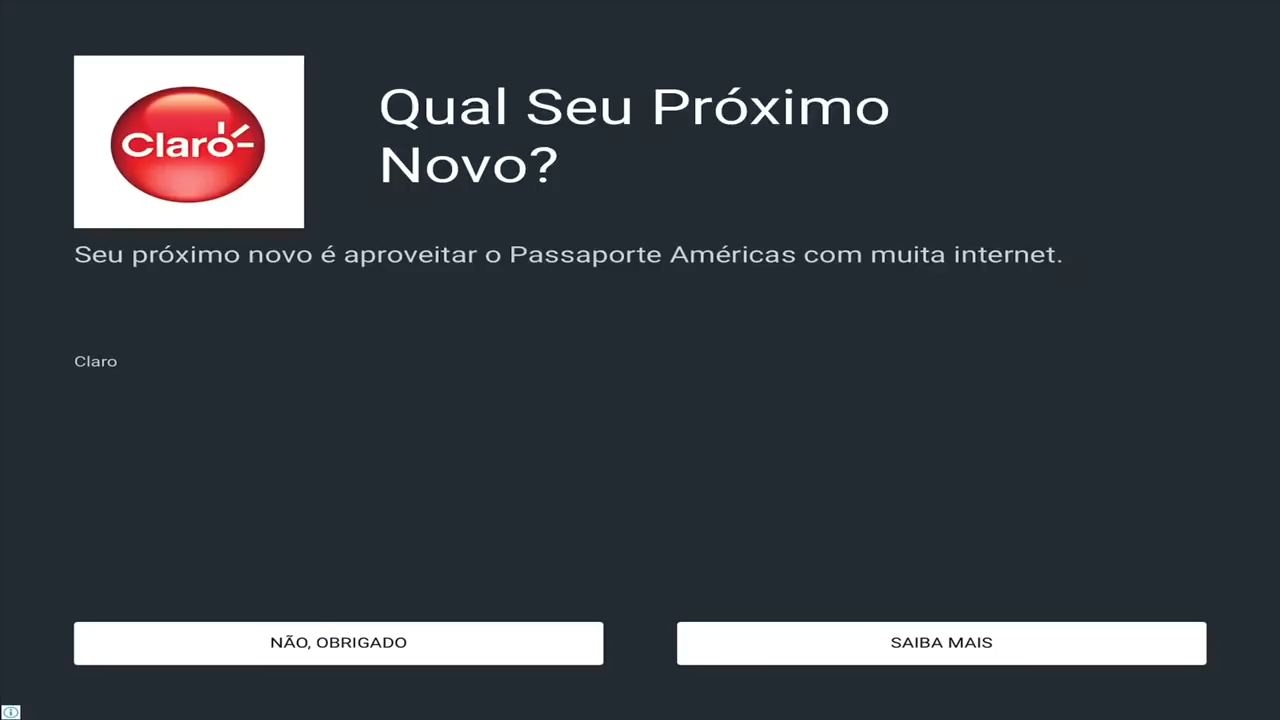 Claro
Qual Seu Próximo
Novo?
Seu próximo novo é aproveitar o Passaporte Américas com muita internet.
Claro
NÃO, OBRIGADO
SAIBA MAIS